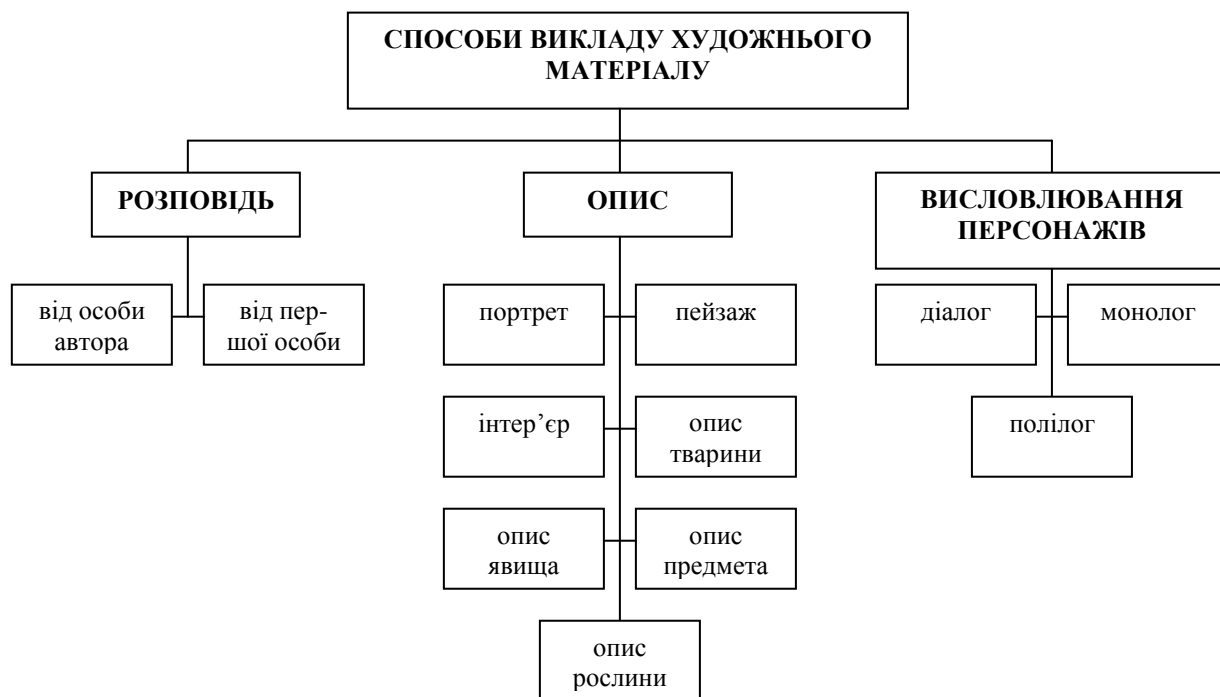 СПОСОБИ ВИКЛАДУ ХУДОЖНЬОГО
МАТЕРІАЛУ
РОЗПОВІДЬ
ОПИС
ВИСЛОВЛЮВАННЯ
ПЕРСОНАЖІВ
від особи
автора
від пер-
шої особи
портрет
пейзаж
діалог
монолог
інтер’єр
опис
тварини
полілог
опис
явища
опис
предмета
опис
рослини